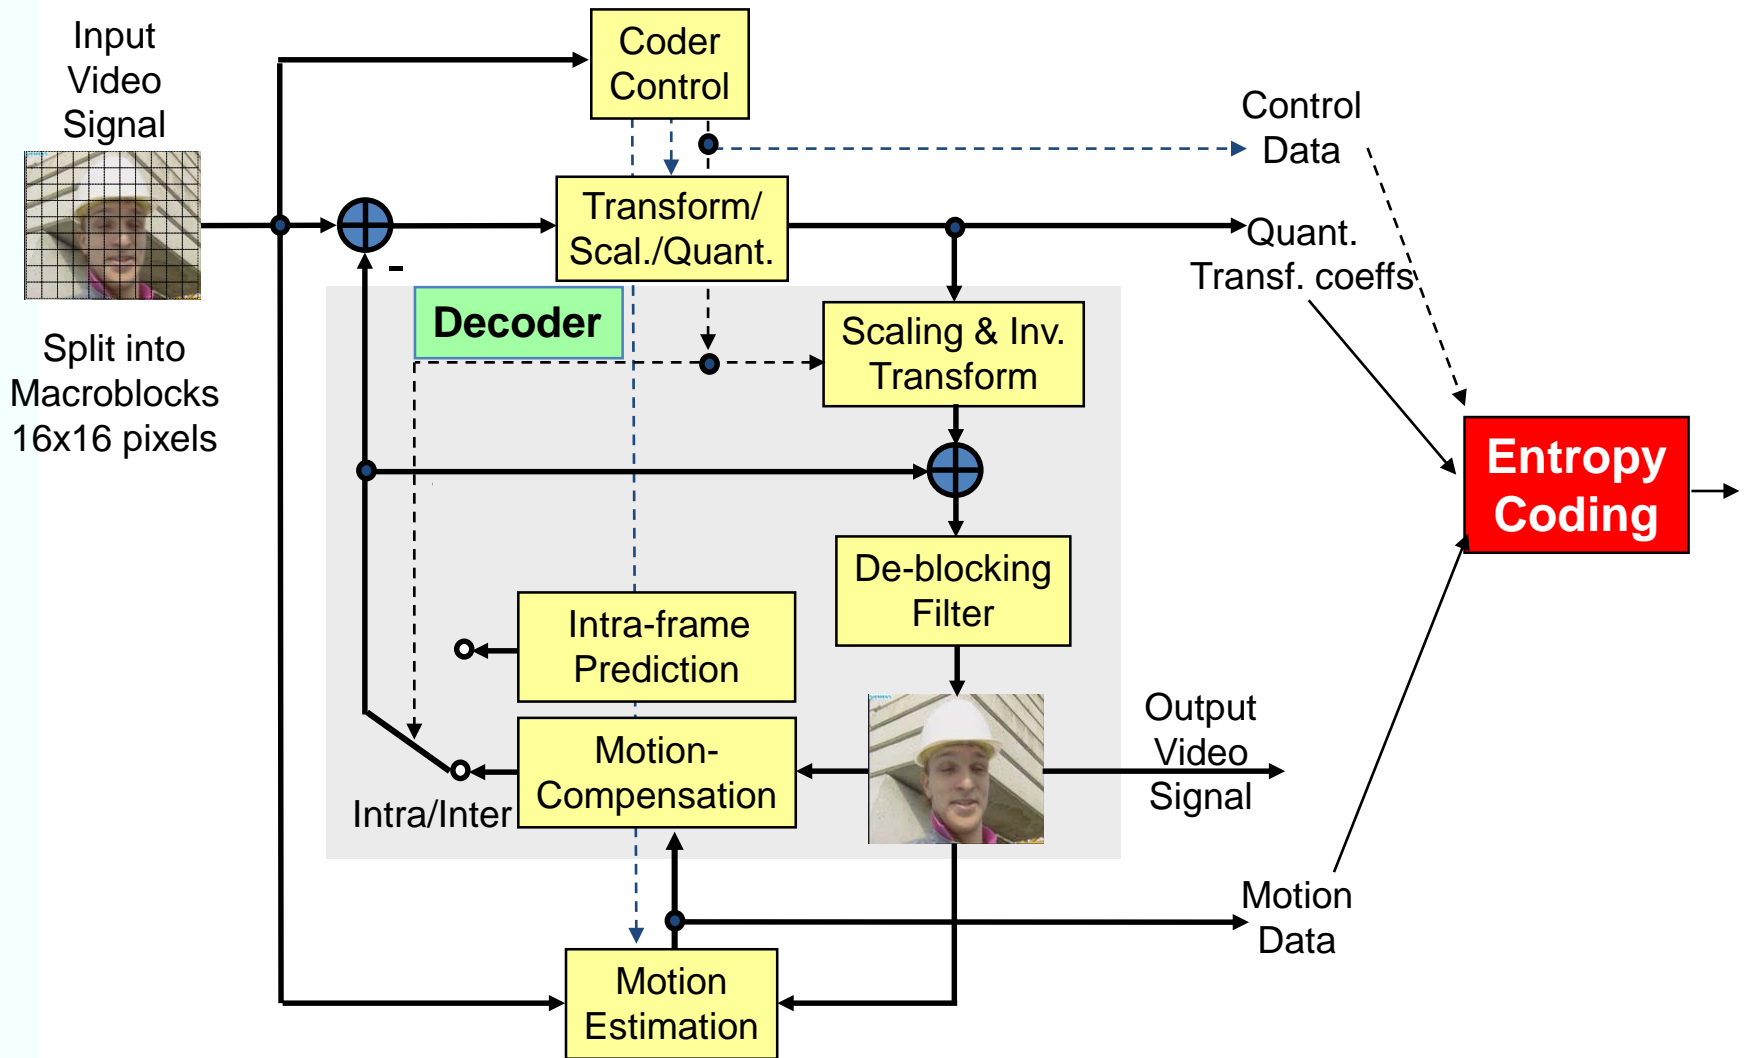 Input
Video
Signal
Split into
Macroblocks
16x16 pixels
Coder
Control
Transform/
Scal./Quant.
-
Decoder
Scaling & Inv.
Transform
De-blocking
Filter
Intra-frame
Prediction
Motion-
Compensation
Intra/Inter
Motion
Estimation
Control
Data
Quant.
Transf. coeffs
Output
Video
Signal
Motion
Data
Entropy
Coding